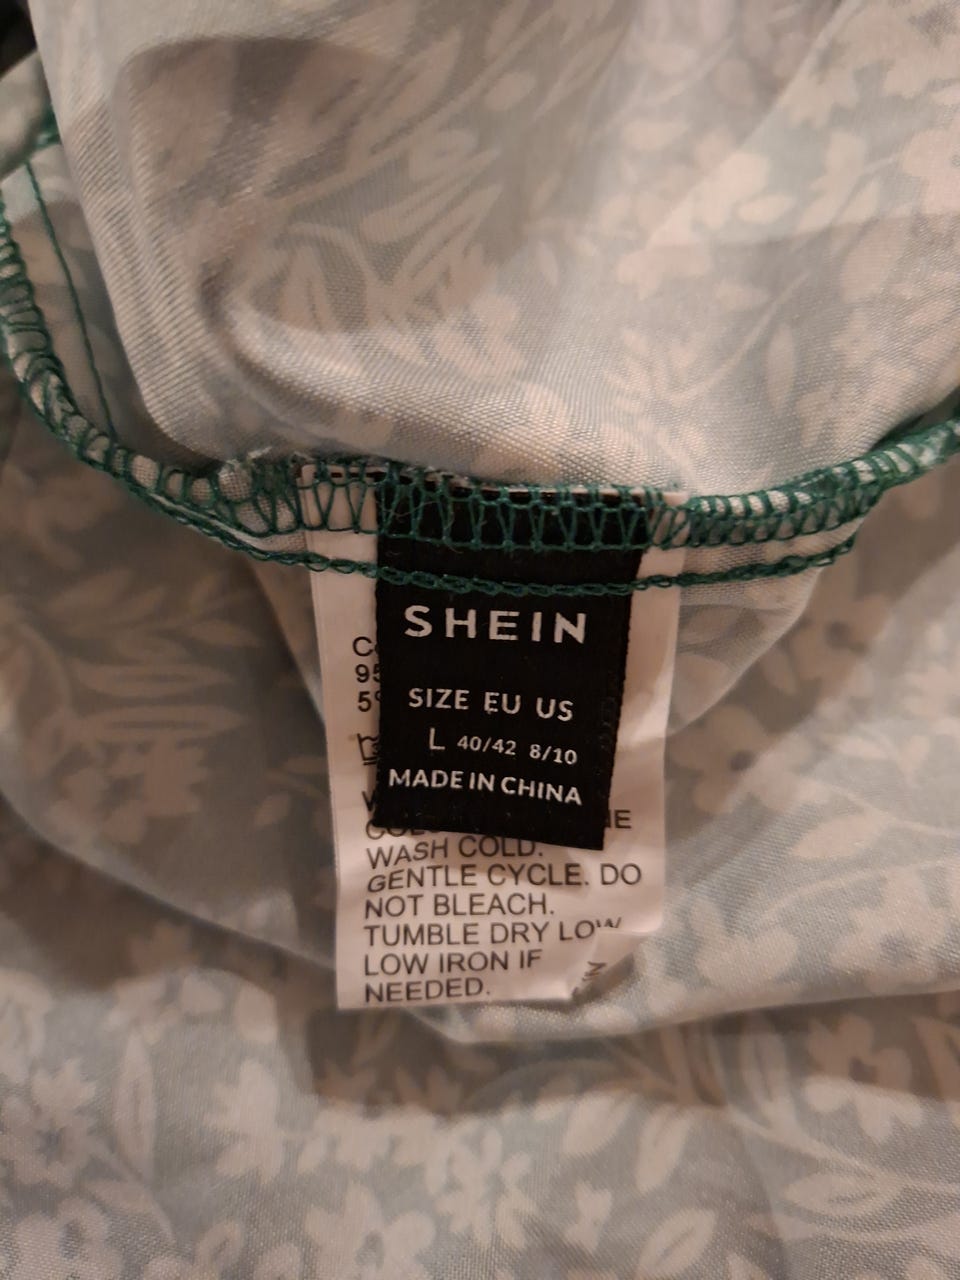 SHEIN
SIZE EU US
L 40/42 8/10
MADE IN CHINA
WASH COLD.
GENTLE CYCLE. DO
NOT BLEACH.
TUMBLE DRY LOW
LOW IRON IF
NEEDED.